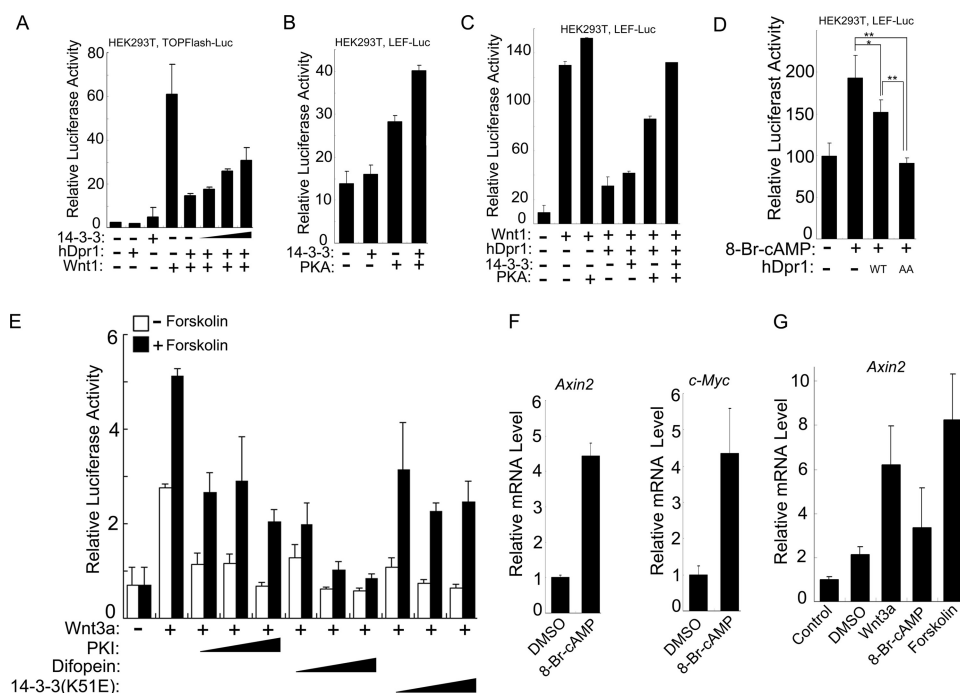 A
HEK293T, TOPFlash-Luc
Relative Luciferase Activity
80
60
40
20
0
14-3-3: - - + - -
hDpr1: - + - - + + + +
Wnt1: - - - + + + + +
B
HEK293T, LEF-Luc
Relative Luciferase Activity
40
30
20
10
0
14-3-3: - + - +
PKA: - - + +
C
HEK293T, LEF-Luc
Relative Luciferase Activity
140
100
60
20
0
Wnt1: - + + + + + +
hDpr1: - - - + + + +
14-3-3: - - - - + - +
PKA: - - + - - + +
D
HEK293T, LEF-Luc
Relative Luciferast Activity
200
150
100
50
0
**
*
**
8-Br-cAMP: - + + +
hDpr1: - - WT AA
E
- Forskolin
+ Forskolin
Relative Luciferase Activity
6
4
2
0
Wnt3a: - + + + + + + + + + +
PKI:
Difopein:
14-3-3(K51E):
F
Axin2
Relative mRNA Level
6
5
4
3
2
1
0
DMSO
8-Br-cAMP
c-Myc
Relative mRNA Level
6
5
4
3
2
1
0
DMSO
8-Br-cAMP
G
Axin2
Relative mRNA Level
10
8
6
4
2
0
Control
DMSO
Wnt3a
8-Br-cAMP
Forskolin